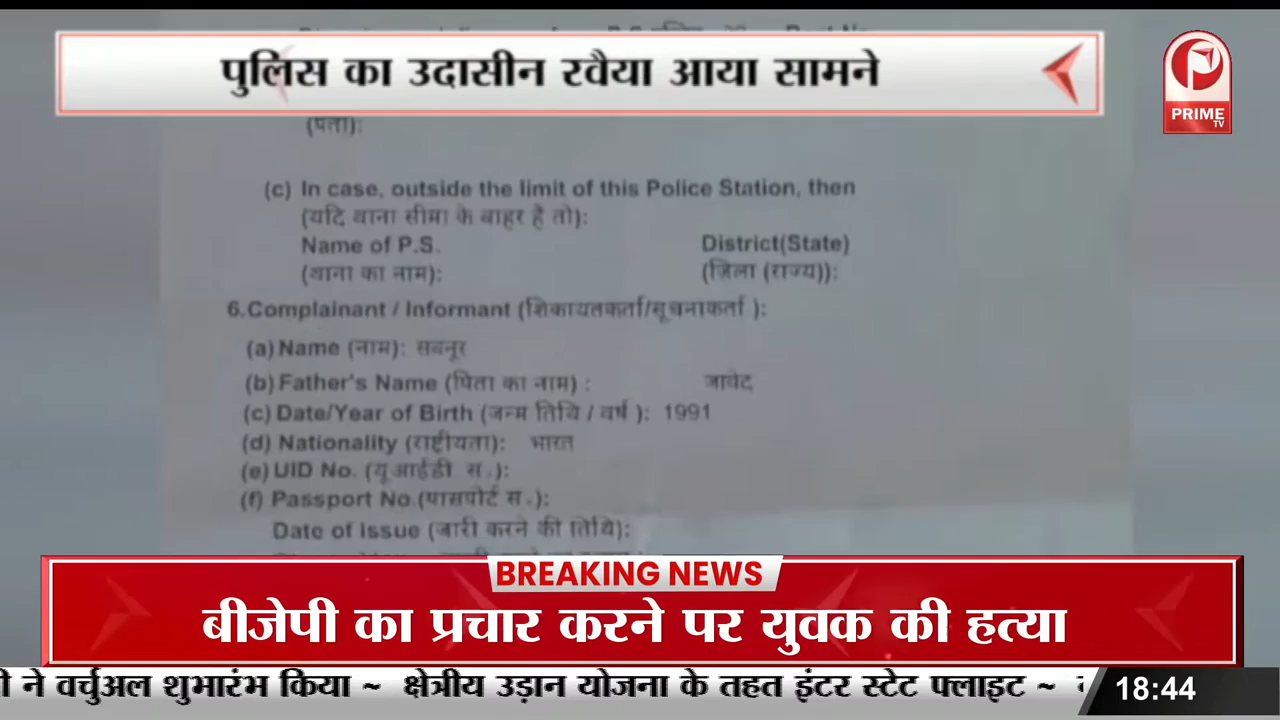 पुलिस का उदासीन रवैया आया सामने
PRIME
TV
(पता):
(c) In case, outside the limit of this Police Station, then
(यदि थाना सीमा के बाहर है तो):
Name of P.S. District(State)
(थाना का नाम): (ज़िला (राज्य)):
6.Complainant / Informant (शिकायतकर्ता/सूचनाकर्ता ):
(a) Name (नाम): सबनूर
(b) Father's Name (पिता का नाम) : जावेद
(c) Date/Year of Birth (जन्म तिथि / वर्ष ): 1991
(d) Nationality (राष्ट्रीयता): भारत
(e) UID No. (यूआईडी स.):
(f) Passport No.(पासपोर्ट स.):
Date of Issue (जारी करने की तिथि):
BREAKING NEWS
बीजेपी का प्रचार करने पर युवक की हत्या
ने वर्चुअल शुभारंभ किया ~ क्षेत्रीय उड़ान योजना के तहत इंटर स्टेट फ्लाइट ~
18:44